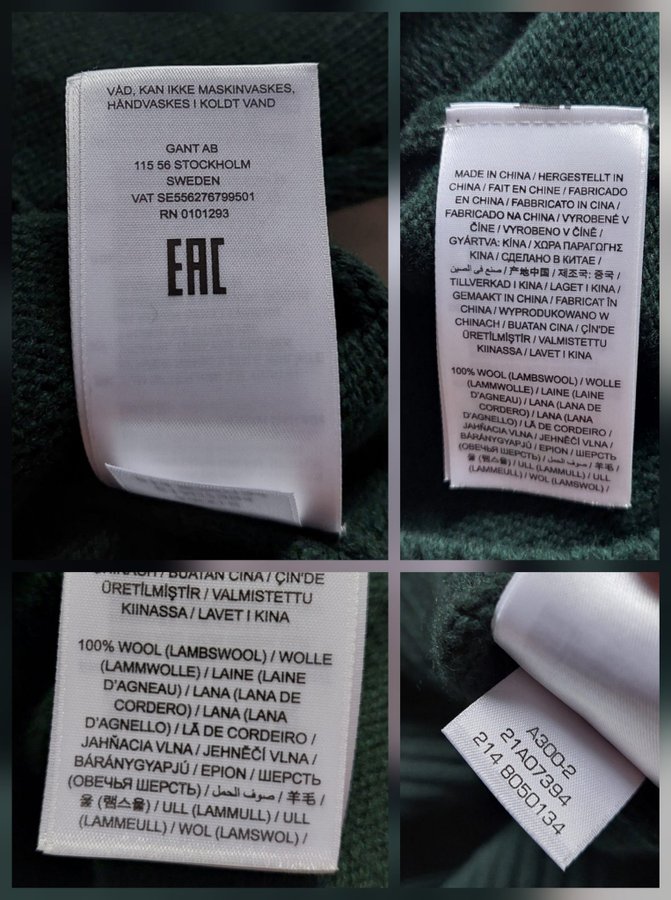 VÅD, KAN IKKE MASKINVASKES,
HÅNDVASKES I KOLDT VAND
GANT AB
115 56 STOCKHOLM
SWEDEN
VAT SE556276799501
RN 0101293
EAC
MADE IN CHINA / HERGESTELLT IN
CHINA / FAIT EN CHINE / FABRICADO
EN CHINA / FABBRICATO IN CINA /
FABRICADO NA CHINA / VYROBENÉ V
ČÍNE / VYROBENO V ČÍNĚ /
GYÁRTVA: KÍNA / ΧΩΡΑ ΠΑΡΑΓΩΓΗΣ
ΚΙΝΑ / СДЕЛАНО В КИТАЕ /
صنع في الصين / 产地中国 / 제조국: 중국 /
TILLVERKAD I KINA / LAGET I KINA /
GEMAAKT IN CHINA / FABRICAT ÎN
CHINA / WYPRODUKOWANO W
CHINACH / BUATAN CINA / ÇIN'DE
ÜRETİLMİŞTİR / VALMISTETTU
KIINASSA / LAVET I KINA
100% WOOL (LAMBSWOOL) / WOLLE
(LAMMWOLLE) / LAINE (LAINE
D'AGNEAU) / LANA (LANA DE
CORDERO) / LANA (LANA
D'AGNELLO) / LÃ DE CORDEIRO /
JAHŇACIA VLNA / JEHNĚČÍ VLNA /
BÁRÁNYGYAPJÚ / ΕΡΙΟΝ / ШЕРСТЬ
(ОВЕЧЬЯ ШЕРСТЬ) / صوف الحمل / 羊毛 /
울 (램스울) / ULL (LAMMULL) / ULL
(LAMMEULL) / WOL (LAMSWOL) /
CHINACH / BUATAN CINA / ÇIN'DE
ÜRETİLMİŞTİR / VALMISTETTU
KIINASSA / LAVET I KINA
100% WOOL (LAMBSWOOL) / WOLLE
(LAMMWOLLE) / LAINE (LAINE
D'AGNEAU) / LANA (LANA DE
CORDERO) / LANA (LANA
D'AGNELLO) / LÃ DE CORDEIRO /
JAHŇACIA VLNA / JEHNĚČÍ VLNA /
BÁRÁNYGYAPJÚ / ΕΡΙΟΝ / ШЕРСТЬ
(ОВЕЧЬЯ ШЕРСТЬ) / صوف الحمل / 羊毛 /
울 (램스울) / ULL (LAMMULL) / ULL
(LAMMEULL) / WOL (LAMSWOL) /
A300-2
21A07394
214 8050134